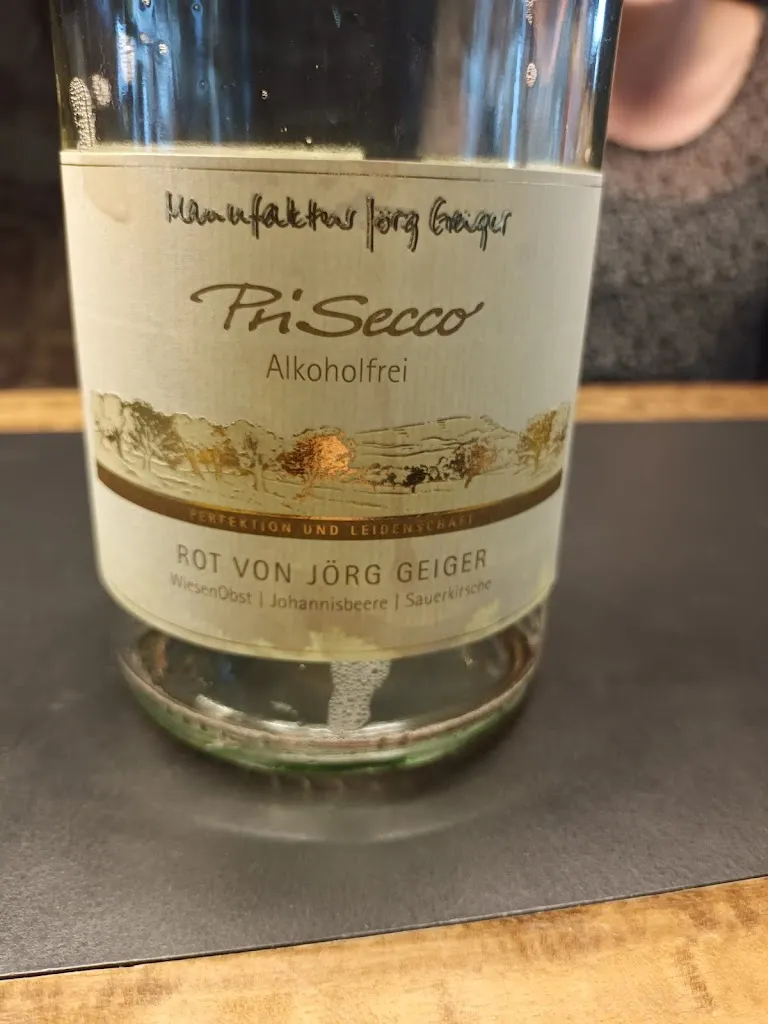 Manufaktur Jörg Geiger
PriSecco
Alkoholfrei
PERFEKTION UND LEIDENSCHAFT
ROT VON JÖRG GEIGER
WiesenObst | Johannisbeere | Sauerkirsche